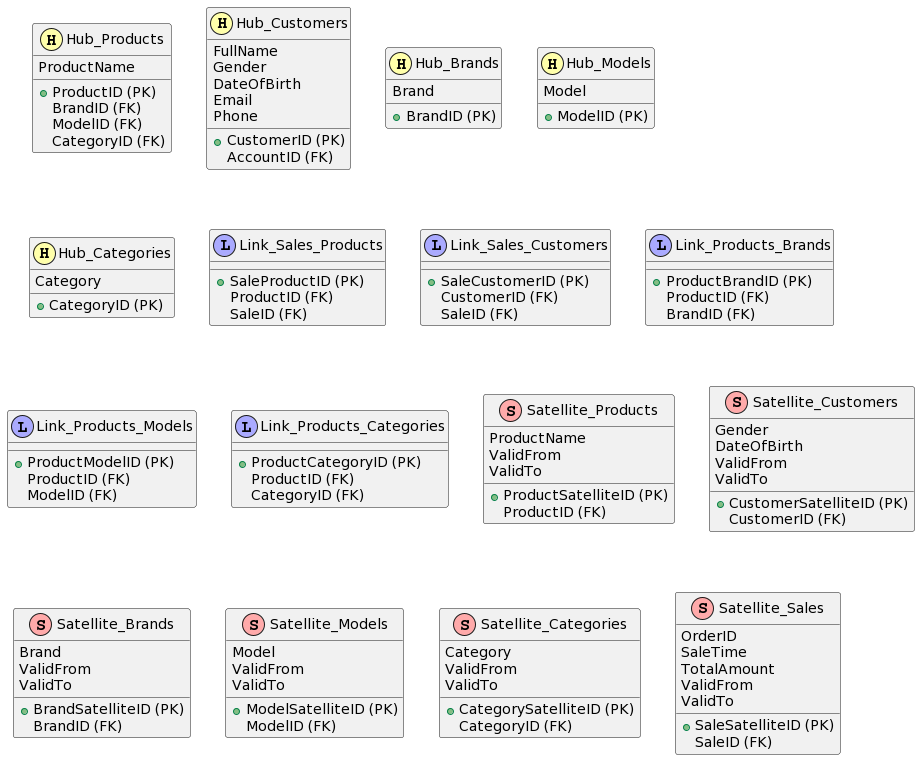 H Hub_Products
ProductName
ProductID (PK)
BrandID (FK)
ModelID (FK)
CategoryID (FK)
H Hub_Customers
FullName
Gender
DateOfBirth
Email
Phone
CustomerID (PK)
AccountID (FK)
H Hub_Brands
Brand
BrandID (PK)
H Hub_Models
Model
ModelID (PK)
H Hub_Categories
Category
CategoryID (PK)
L Link_Sales_Products
SaleProductID (PK)
ProductID (FK)
SaleID (FK)
L Link_Sales_Customers
SaleCustomerID (PK)
CustomerID (FK)
SaleID (FK)
L Link_Products_Brands
ProductBrandID (PK)
ProductID (FK)
BrandID (FK)
L Link_Products_Models
ProductModelID (PK)
ProductID (FK)
ModelID (FK)
L Link_Products_Categories
ProductCategoryID (PK)
ProductID (FK)
CategoryID (FK)
S Satellite_Products
ProductName
ValidFrom
ValidTo
ProductSatelliteID (PK)
ProductID (FK)
S Satellite_Customers
Gender
DateOfBirth
ValidFrom
ValidTo
CustomerSatelliteID (PK)
CustomerID (FK)
S Satellite_Brands
Brand
ValidFrom
ValidTo
BrandSatelliteID (PK)
BrandID (FK)
S Satellite_Models
Model
ValidFrom
ValidTo
ModelSatelliteID (PK)
ModelID (FK)
S Satellite_Categories
Category
ValidFrom
ValidTo
CategorySatelliteID (PK)
CategoryID (FK)
S Satellite_Sales
OrderID
SaleTime
TotalAmount
ValidFrom
ValidTo
SaleSatelliteID (PK)
SaleID (FK)